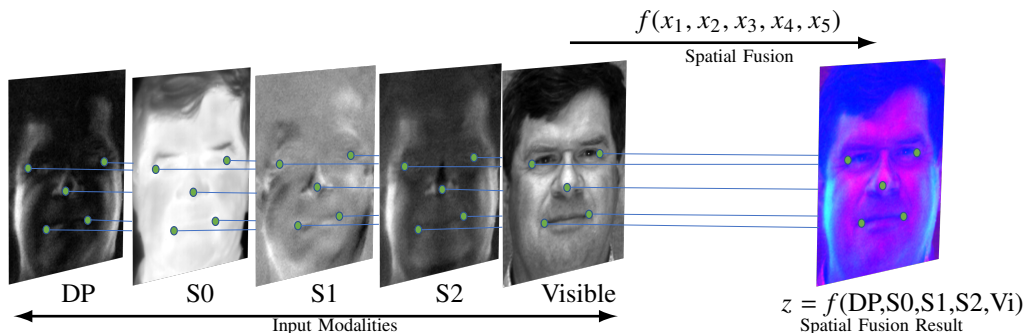 f(x₁, x₂, x₃, x₄, x₅)
Spatial Fusion
DP S0 S1 S2 Visible
Input Modalities
z = f(DP,S0,S1,S2,Vi)
Spatial Fusion Result